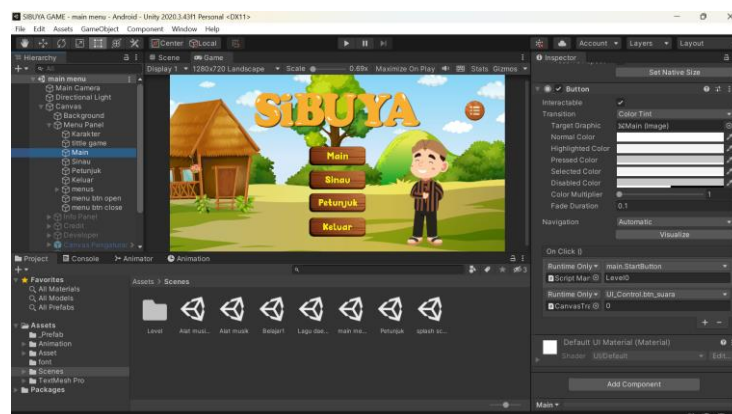 SIBUYA GAME - main menu - Android - Unity 2020.3.43f1 Personal <DX11>
File Edit Assets GameObject Component Window Help
Center Local
Account
Layers
Layout
Hierarchy
Scene
Game
Inspector
Display 1
1280x720 Landscape
Scale
0.69x
Maximize On Play
Stats
Gizmos
main menu
Main Camera
Directional Light
Canvas
Background
Menu Panel
Karakter
tittle game
Main
Sinau
Petunjuk
Keluar
menus
menu btn open
menu btn close
Info Panel
Credit
Developer
SiBUYA
Main
Sinau
Petunjuk
Keluar
Set Native Size
Button
Interactable
Transition Color Tint
Target Graphic Main (Image)
Normal Color
Highlighted Color
Pressed Color
Selected Color
Disabled Color
Color Multiplier 1
Fade Duration 0.1
Navigation Automatic
Visualize
On Click ()
Runtime Only main.StartButton
Script Mar Level0
Runtime Only UI_Control.btn_suara
CanvasTra 0
Default UI Material (Material)
Shader UI/Default Edit...
Add Component
Main
Project
Console
Animator
Animation
Favorites
All Materials
All Models
All Prefabs
Assets
_Prefab
Animation
Asset
font
Scenes
TextMesh Pro
Packages
Assets > Scenes
Level
Alat musi...
Alat musik
Belajar1
Lagu dae...
main me...
Petunjuk
splash sc...